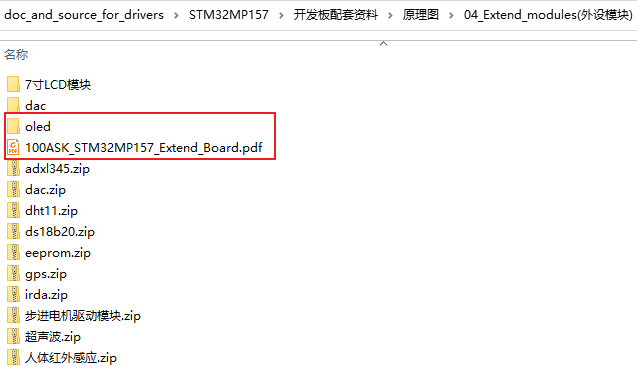 doc_and_source_for_drivers > STM32MP157 > 开发板配套资料 > 原理图 > 04_Extend_modules(外设模块)
名称
7寸LCD模块
dac
oled
100ASK_STM32MP157_Extend_Board.pdf
adxl345.zip
dac.zip
dht11.zip
ds18b20.zip
eeprom.zip
gps.zip
irda.zip
步进电机驱动模块.zip
超声波.zip
人体红外感应.zip